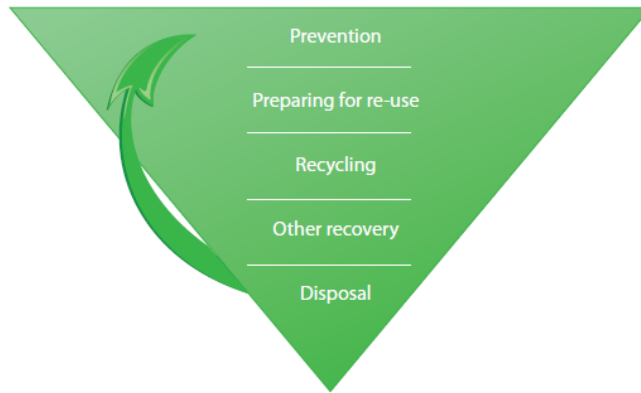 Prevention
Preparing for re-use
Recycling
Other recovery
Disposal